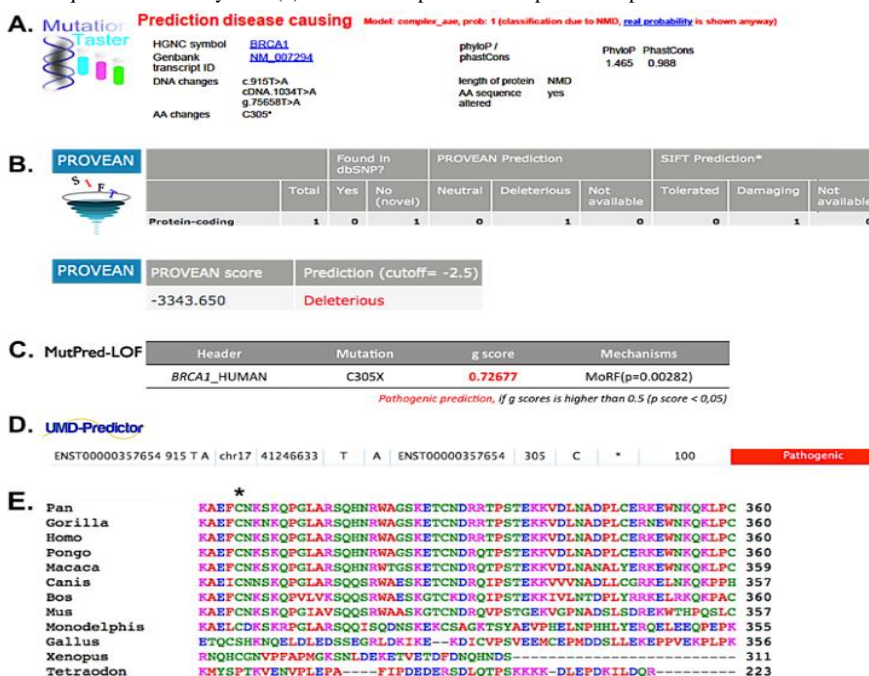 A. Mutation Taster
Prediction disease causing Model: complex_aae, prob: 1 (classification due to NMD, real probability is shown anyway)
HGNC symbol BRCA1
Genbank transcript ID NM_007294
DNA changes c.915T>A
cDNA.1034T>A
g.75658T>A
AA changes C305*
phyloP / phastCons PhyloP PhastCons
1.465 0.988
length of protein NMD
AA sequence altered yes
B. PROVEAN
SIFT
Found in dbSNP? PROVEAN Prediction SIFT Prediction*
Total Yes No (novel) Neutral Deleterious Not available Tolerated Damaging Not available
Protein-coding 1 0 1 0 1 0 0 1 0
PROVEAN PROVEAN score Prediction (cutoff= -2.5)
-3343.650 Deleterious
C. MutPred-LOF Header Mutation g score Mechanisms
BRCA1_HUMAN C305X 0.72677 MoRF(p=0.00282)
Pathogenic prediction, if g scores is higher than 0.5 (p score < 0,05)
D. UMD-Predictor
ENST00000357654 915 T A chr17 41246633 T A ENST00000357654 305 C * 100 Pathogenic
*
E. Pan KAEFCNKSKQPGLARSQHNRWAGSKETCNDRRTPSTEKKVDLNADPLCERKEWNKQKLPC 360
Gorilla KAEFCNKNKQPGLARSQHNRWAGSKETCNDRRTPSTEKKVDLNADPLCERNEWNKQKLPC 360
Homo KAEFCNKSKQPGLARSQHNRWAGSKETCNDRRTPSTEKKVDLNADPLCERKEWNKQKLPC 360
Pongo KAEFCNKSKQPGLARSQHNRWAGSKETCNDRQTPSTEKKVDLNADPLCERKEWNKQKLPC 360
Macaca KAEFCNKSKQPGLARSQHNRWTGSKETCNDRQTPSTEKKVDLNANALYERKEWNKQKLPC 359
Canis KAEICNNSKQPGLARSQQSRWAESKETCNDRQIPSTEKKVVVNADLLCGRKELNKQKPPH 357
Bos KAEFCNKSKQPVLVKSQQSRWAESKGTCKDRQIPSTEKKIVLNTDPLYRRKELRKQKPAC 360
Mus KAEFCNKSKQPGIAVSQQSRWAASKGTCNDRQVPSTGEKVGPNADSLSDREKWTHPQSLC 357
Monodelphis KAELCDKSKRPGLARSQQISQDNSKEKCSAGKTSYAEVPHELNPHHLYERQELEEQPEPK 355
Gallus ETQCSHKNQELDLEDSSEGRLDKIKE--KDICVPSVEEMCEPMDDSLLEKEPPVEKPLPK 356
Xenopus RNQHCGNVPFAPMGKSNLDEKETVETDFDNQHNDS------------------------- 311
Tetraodon KMYSPTKVENVPLEPA----FIPDEDERSDLQTPSKKKK-DLEPDKILDQR--------- 223